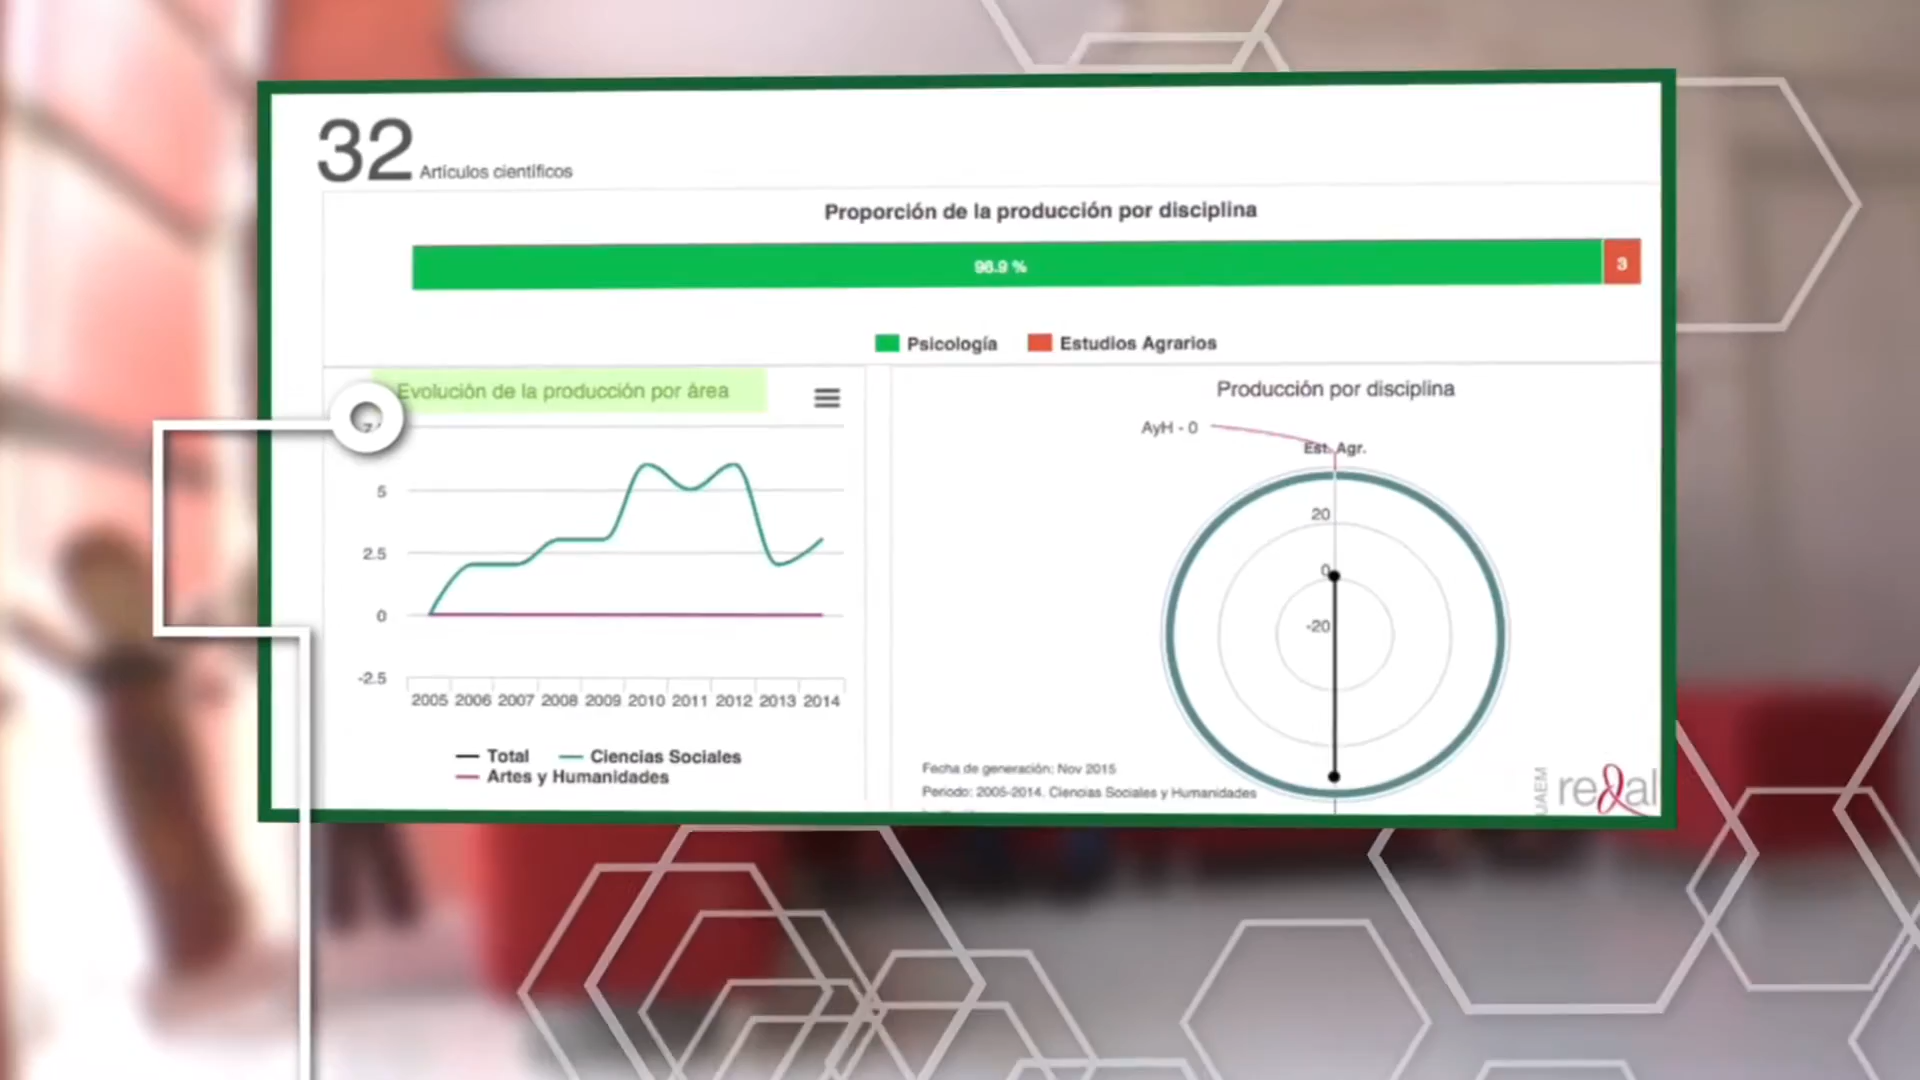 32 Artículos científicos
Proporción de la producción por disciplina
96.9 %
3
Psicología
Estudios Agrarios
Evolución de la producción por área
5
2.5
0
-2.5
2005 2006 2007 2008 2009 2010 2011 2012 2013 2014
Total
Ciencias Sociales
Artes y Humanidades
Producción por disciplina
AyH - 0
Est. Agr.
20
0
-20
Fecha de generación: Nov 2015
Periodo: 2005-2014. Ciencias Sociales y Humanidades
UAEM
redal